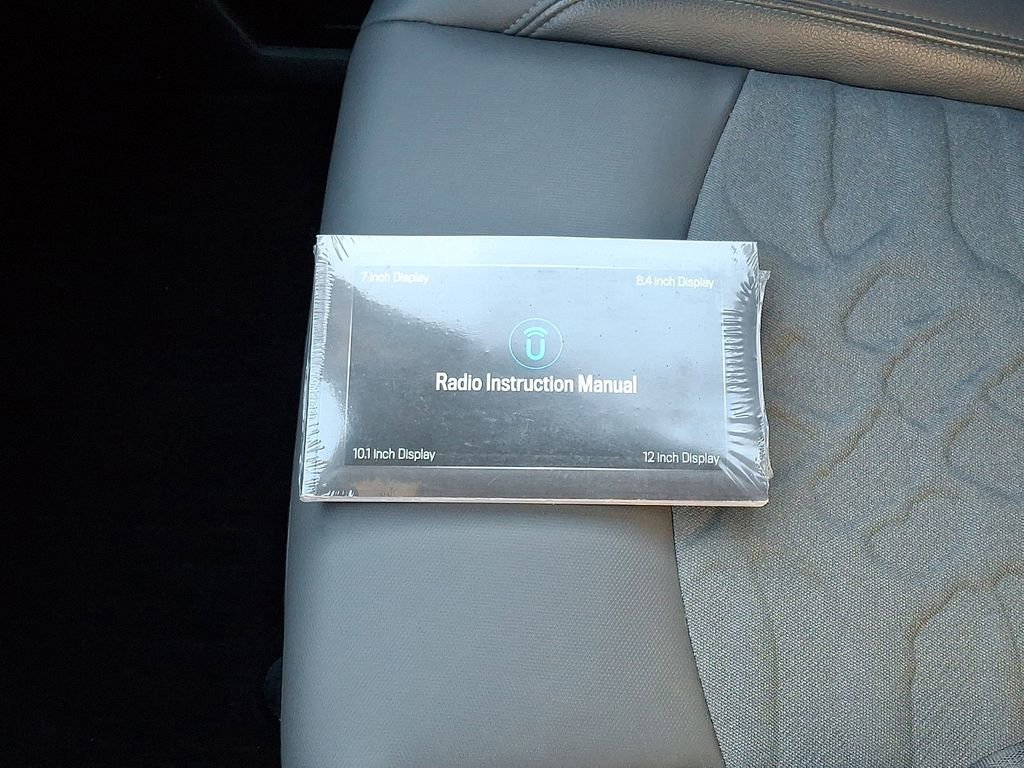 7 inch Display
8.4 inch Display
U
Radio Instruction Manual
10.1 inch Display
12 inch Display